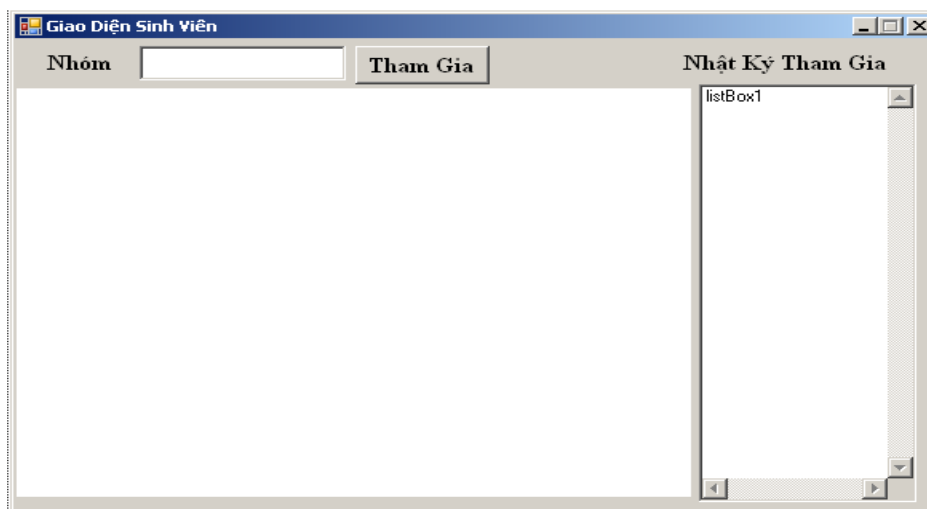 Giao Diện Sinh Viên
Nhóm Tham Gia Nhật Ký Tham Gia
listBox1